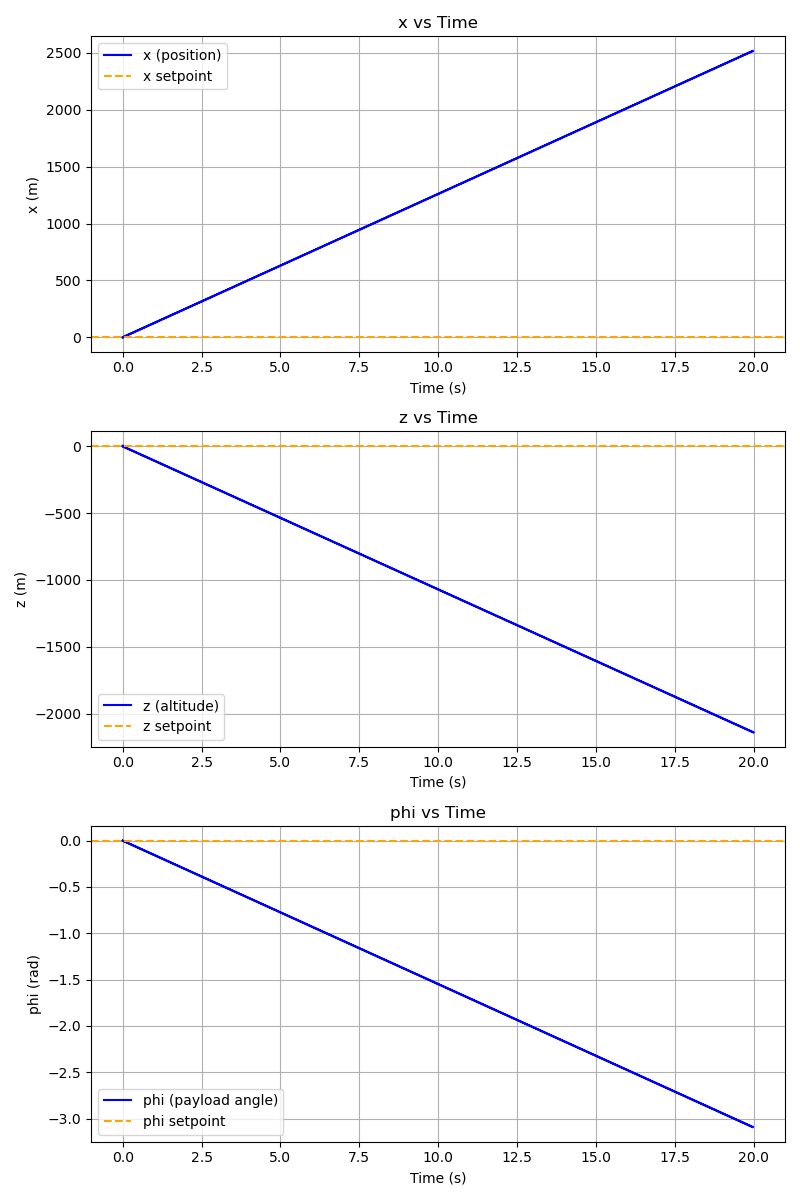 x vs Time
x (position)
x setpoint
2500
2000
1500
1000
500
0
x (m)
0.0 2.5 5.0 7.5 10.0 12.5 15.0 17.5 20.0
Time (s)
z vs Time
0
−500
−1000
−1500
−2000
z (m)
z (altitude)
z setpoint
0.0 2.5 5.0 7.5 10.0 12.5 15.0 17.5 20.0
Time (s)
phi vs Time
0.0
−0.5
−1.0
−1.5
−2.0
−2.5
−3.0
phi (rad)
phi (payload angle)
phi setpoint
0.0 2.5 5.0 7.5 10.0 12.5 15.0 17.5 20.0
Time (s)